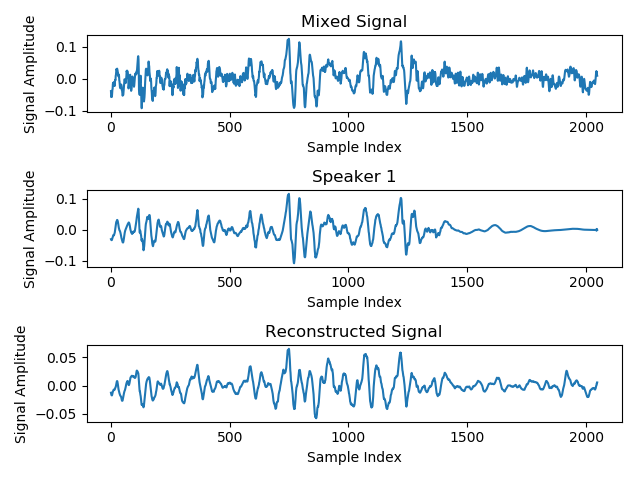 Mixed Signal
Signal Amplitude
0.1
0.0
−0.1
0 500 1000 1500 2000
Sample Index
Speaker 1
Signal Amplitude
0.1
0.0
−0.1
0 500 1000 1500 2000
Sample Index
Reconstructed Signal
Signal Amplitude
0.05
0.00
−0.05
0 500 1000 1500 2000
Sample Index